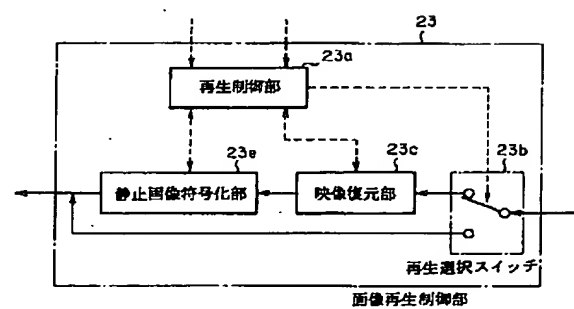 23
23a
再生制御部
23e
23c
23b
静止画像符号化部
映像復元部
再生選択スイッチ
画像再生制御部